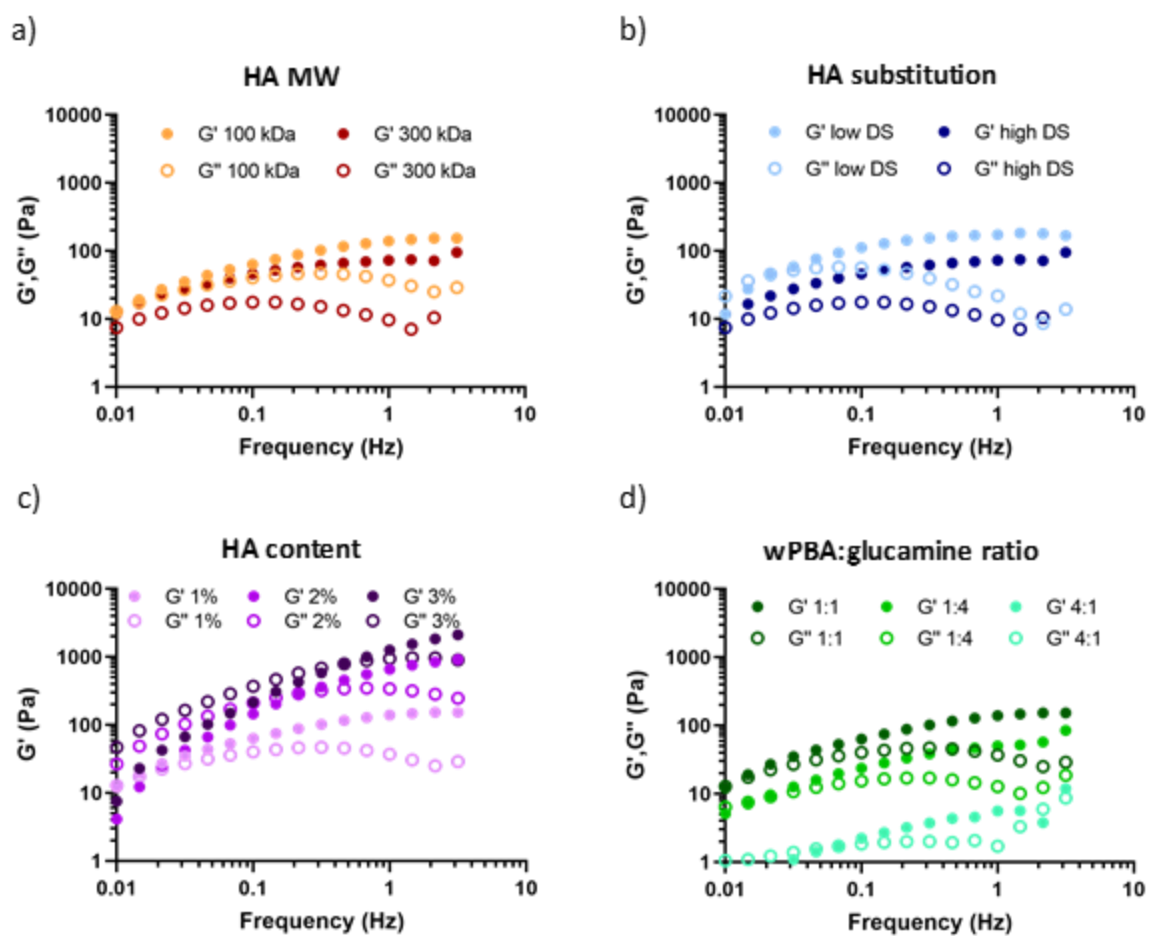 a)
HA MW
10000
1000
100
10
1
G',G" (Pa)
G' 100 kDa
G' 300 kDa
G" 100 kDa
G" 300 kDa
0.01
0.1
1
10
Frequency (Hz)
b)
HA substitution
10000
1000
100
10
1
G',G" (Pa)
G' low DS
G' high DS
G" low DS
G" high DS
0.01
0.1
1
10
Frequency (Hz)
c)
HA content
10000
1000
100
10
1
G' (Pa)
G' 1%
G' 2%
G' 3%
G" 1%
G" 2%
G" 3%
0.01
0.1
1
10
Frequency (Hz)
d)
wPBA:glucamine ratio
10000
1000
100
10
1
G',G" (Pa)
G' 1:1
G' 1:4
G' 4:1
G" 1:1
G" 1:4
G" 4:1
0.01
0.1
1
10
Frequency (Hz)